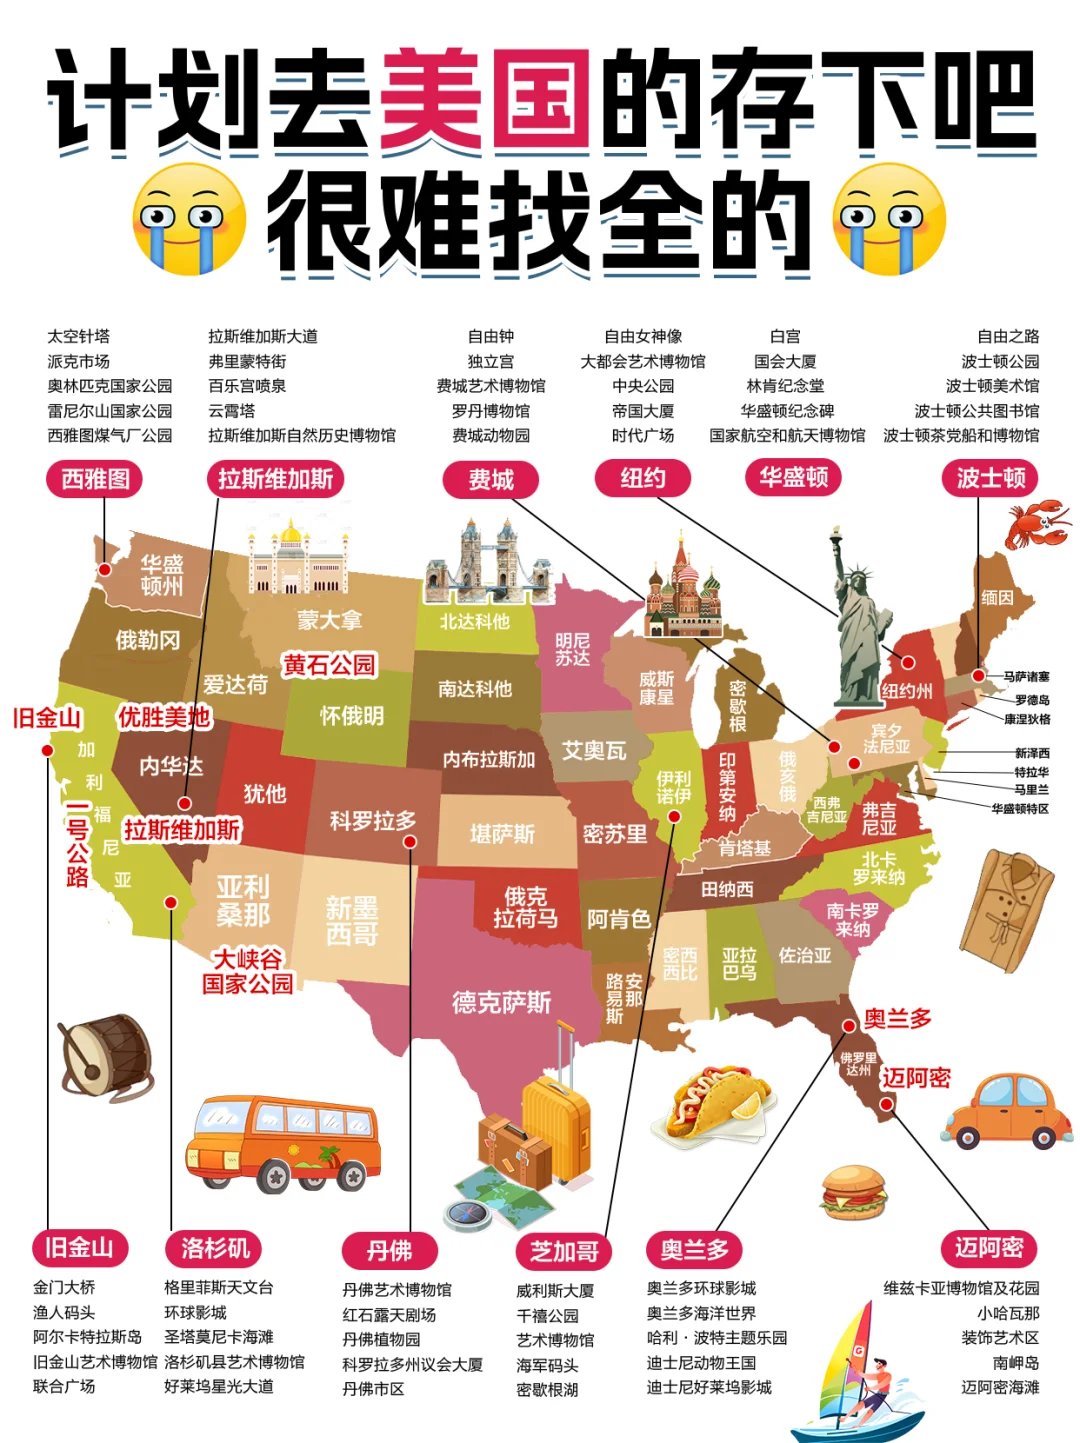 计划去美国的存下吧
很难找全的
太空针塔
派克市场
奥林匹克国家公园
雷尼尔山国家公园
西雅图煤气厂公园
西雅图
拉斯维加斯大道
弗里蒙特街
百乐宫喷泉
云霄塔
拉斯维加斯自然历史博物馆
拉斯维加斯
自由钟
独立宫
费城艺术博物馆
罗丹博物馆
费城动物园
费城
自由女神像
大都会艺术博物馆
中央公园
帝国大厦
时代广场
纽约
白宫
国会大厦
林肯纪念堂
华盛顿纪念碑
国家航空和航天博物馆
华盛顿
自由之路
波士顿公园
波士顿美术馆
波士顿公共图书馆
波士顿茶党船和博物馆
波士顿
华盛
顿州
俄勒冈
蒙大拿
黄石公园
爱达荷
怀俄明
北达科他
南达科他
明尼
苏达
威斯
康星
密歇根
缅因
纽约州
马萨诸塞
罗德岛
康涅狄格
宾夕
法尼亚
新泽西
特拉华
马里兰
华盛顿特区
旧金山
优胜美地
加利福尼亚
一号公路
内华达
拉斯维加斯
犹他
科罗拉多
内布拉斯加
堪萨斯
艾奥瓦
密苏里
伊利
诺伊
印第安纳
俄亥俄
西弗
吉尼亚
弗吉
尼亚
肯塔基
田纳西
北卡
罗来纳
南卡罗
来纳
亚利
桑那
大峡谷
国家公园
新墨
西哥
俄克
拉荷马
阿肯色
德克萨斯
路易斯
安那
密西
西比
亚拉
巴乌
佐治亚
奥兰多
佛罗里
达州
迈阿密
旧金山
金门大桥
渔人码头
阿尔卡特拉斯岛
旧金山艺术博物馆
联合广场
洛杉矶
格里菲斯天文台
环球影城
圣塔莫尼卡海滩
洛杉矶县艺术博物馆
好莱坞星光大道
丹佛
丹佛艺术博物馆
红石露天剧场
丹佛植物园
科罗拉多州议会大厦
丹佛市区
芝加哥
威利斯大厦
千禧公园
艺术博物馆
海军码头
密歇根湖
奥兰多
奥兰多环球影城
奥兰多海洋世界
哈利·波特主题乐园
迪士尼动物王国
迪士尼好莱坞影城
迈阿密
维兹卡亚博物馆及花园
小哈瓦那
装饰艺术区
南岬岛
迈阿密海滩